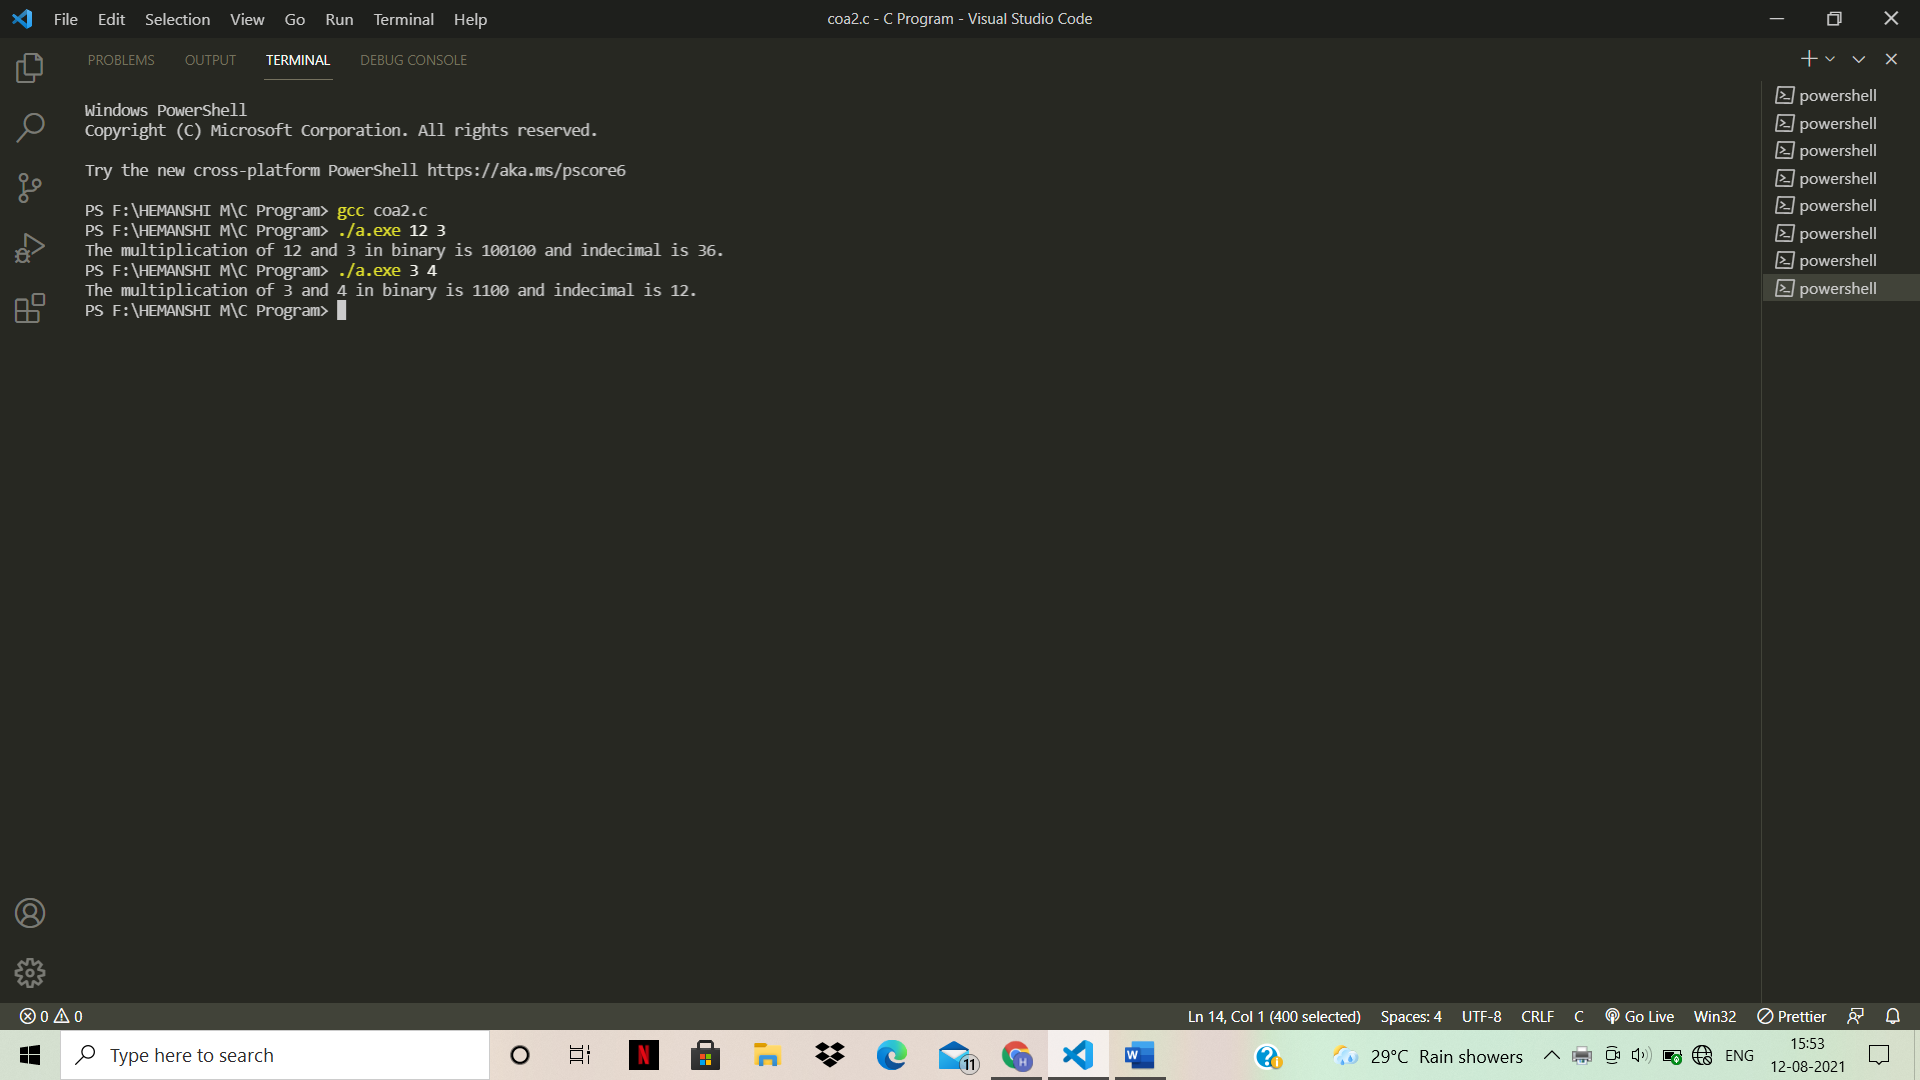 File Edit Selection View Go Run Terminal Help
coa2.c - C Program - Visual Studio Code
PROBLEMS OUTPUT TERMINAL DEBUG CONSOLE
Windows PowerShell
Copyright (C) Microsoft Corporation. All rights reserved.
Try the new cross-platform PowerShell https://aka.ms/pscore6
PS F:\HEMANSHI M\C Program> gcc coa2.c
PS F:\HEMANSHI M\C Program> ./a.exe 12 3
The multiplication of 12 and 3 in binary is 100100 and indecimal is 36.
PS F:\HEMANSHI M\C Program> ./a.exe 3 4
The multiplication of 3 and 4 in binary is 1100 and indecimal is 12.
PS F:\HEMANSHI M\C Program>
powershell
powershell
powershell
powershell
powershell
powershell
powershell
powershell
0 0
Ln 14, Col 1 (400 selected) Spaces: 4 UTF-8 CRLF C Go Live Win32 Prettier
Type here to search
N
11
H
W
29°C Rain showers
ENG
15:53
12-08-2021